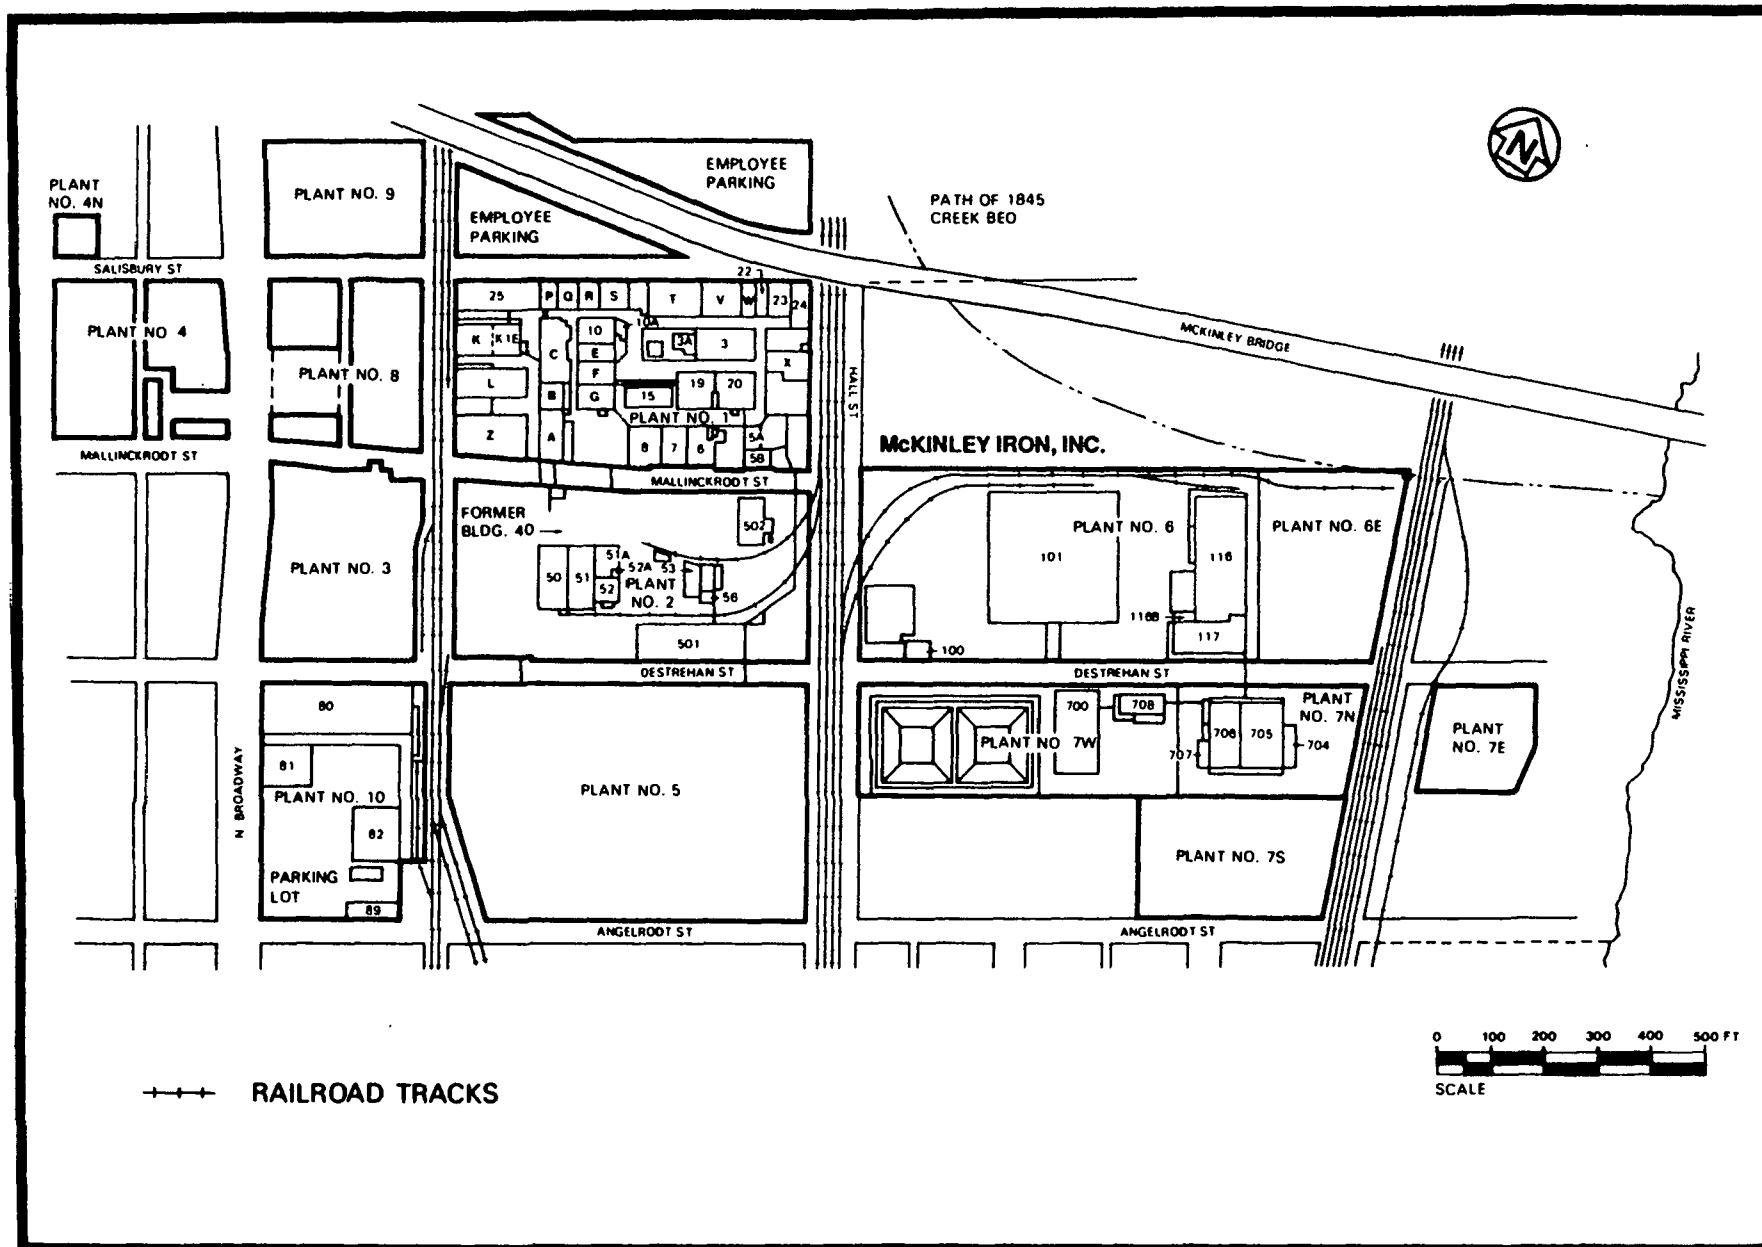 N
PLANT
NO. 4N
PLANT NO. 9
EMPLOYEE
PARKING
EMPLOYEE
PARKING
PATH OF 1845
CREEK BED
SALISBURY ST
22
25
P
Q
R
S
T
V
W
23
24
PLANT NO 4
PLANT NO. 8
K
K1E
C
10
10A
E
3A
3
F
X
L
B
G
15
19
20
PLANT NO. 1
Z
A
8
7
6
5A
5B
HALL ST
MCKINLEY BRIDGE
MALLINCKRODT ST
MALLINCKRODT ST
McKINLEY IRON, INC.
FORMER
BLDG. 40
502
PLANT NO. 3
50
51
51A
52A
52
53
56
PLANT
NO. 2
501
101
PLANT NO. 6
116
PLANT NO. 6E
116B
117
100
MISSISSIPPI RIVER
DESTREHAN ST
DESTREHAN ST
80
81
PLANT NO. 10
82
PARKING
LOT
89
N BROADWAY
PLANT NO. 5
PLANT NO 7W
700
708
706
705
704
707
PLANT
NO. 7N
PLANT
NO. 7E
PLANT NO. 7S
ANGELRODT ST
ANGELRODT ST
0 100 200 300 400 500 FT
SCALE
RAILROAD TRACKS